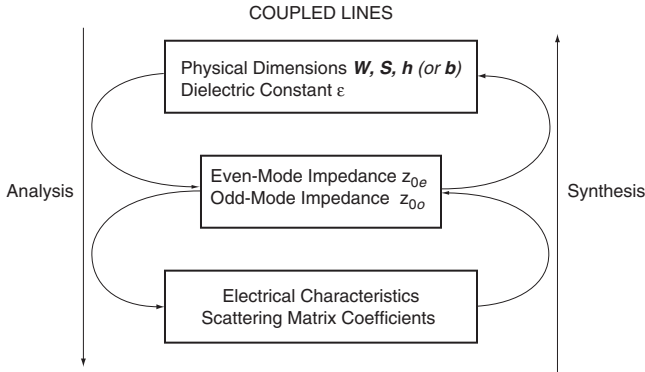 COUPLED LINES
Physical Dimensions W, S, h (or b)
Dielectric Constant ε
Analysis
Even-Mode Impedance z0e
Odd-Mode Impedance z0o
Synthesis
Electrical Characteristics
Scattering Matrix Coefficients